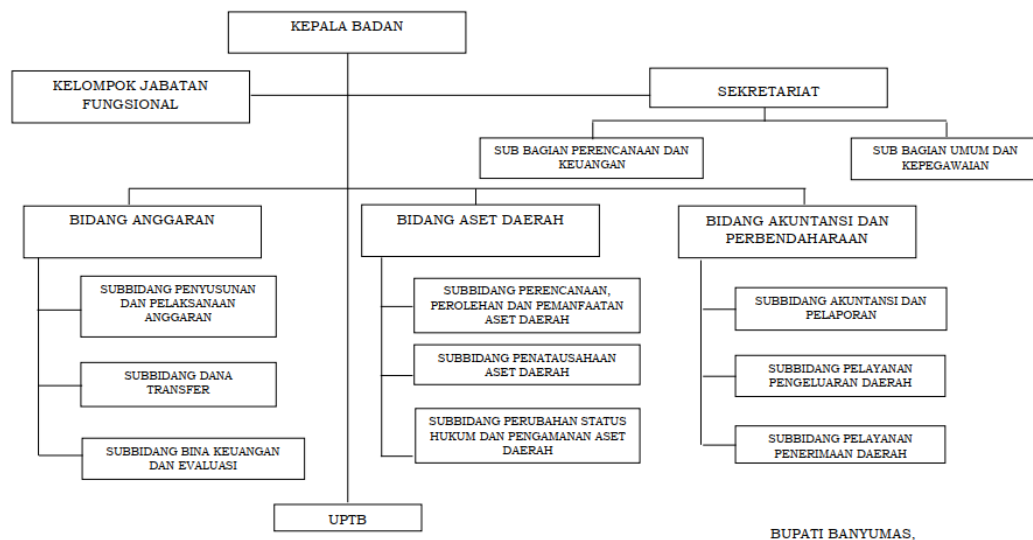 KEPALA BADAN
KELOMPOK JABATAN
FUNGSIONAL
SEKRETARIAT
SUB BAGIAN PERENCANAAN DAN
KEUANGAN
SUB BAGIAN UMUM DAN
KEPEGAWAIAN
BIDANG ANGGARAN
SUBBIDANG PENYUSUNAN
DAN PELAKSANAAN
ANGGARAN
SUBBIDANG DANA
TRANSFER
SUBBIDANG BINA KEUANGAN
DAN EVALUASI
BIDANG ASET DAERAH
SUBBIDANG PERENCANAAN,
PEROLEHAN DAN PEMANFAATAN
ASET DAERAH
SUBBIDANG PENATAUSAHAAN
ASET DAERAH
SUBBIDANG PERUBAHAN STATUS
HUKUM DAN PENGAMANAN ASET
DAERAH
BIDANG AKUNTANSI DAN
PERBENDAHARAAN
SUBBIDANG AKUNTANSI DAN
PELAPORAN
SUBBIDANG PELAYANAN
PENGELUARAN DAERAH
SUBBIDANG PELAYANAN
PENERIMAAN DAERAH
UPTB
BUPATI BANYUMAS,